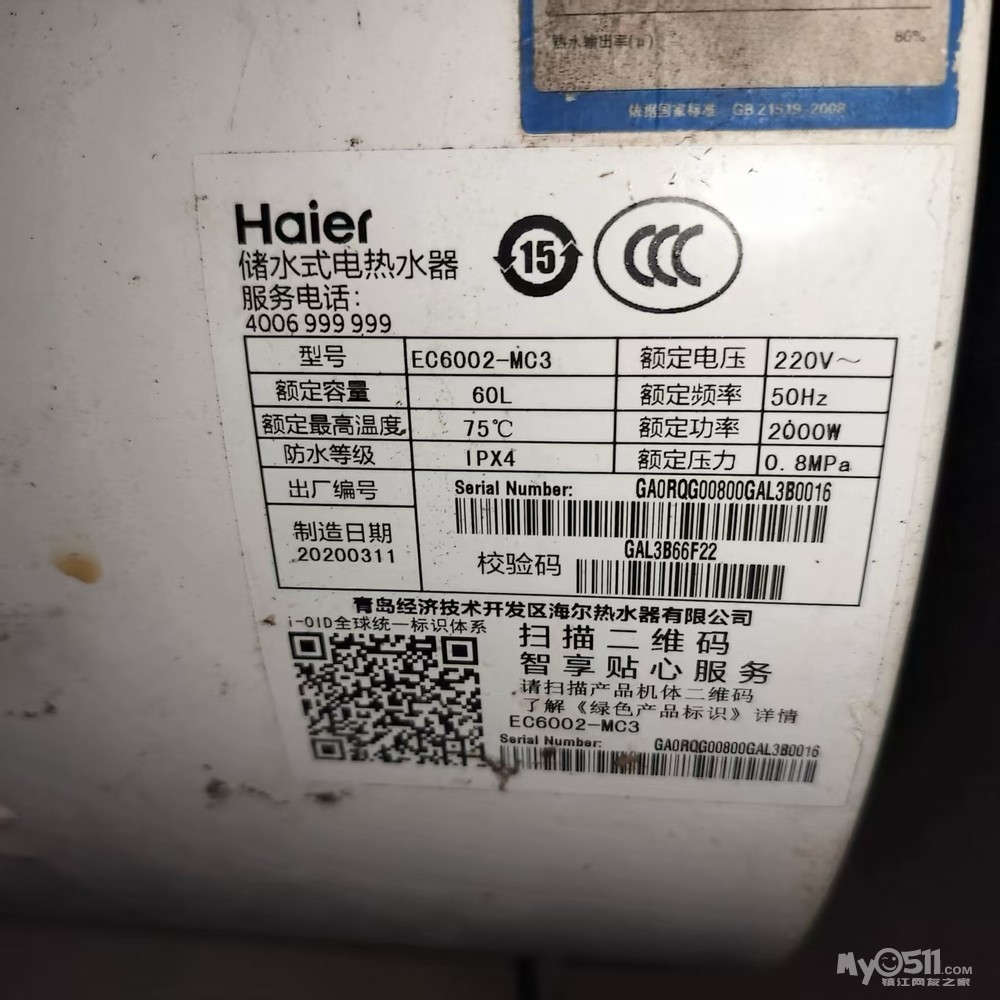 热水输出率(μ) 80%
依据国家标准 GB 21519-2008
Haier
储水式电热水器
服务电话:
4006 999 999
15
CCC
型号 EC6002-MC3 额定电压 220V~
额定容量 60L 额定频率 50Hz
额定最高温度 75℃ 额定功率 2000W
防水等级 IPX4 额定压力 0.8MPa
出厂编号 Serial Number: GA0RQG00800GAL3B0016
制造日期
20200311
校验码 GAL3B66F22
青岛经济技术开发区海尔热水器有限公司
i-OID全球统一标识体系
扫描二维码
智享贴心服务
请扫描产品机体二维码
了解《绿色产品标识》详情
EC6002-MC3
Serial Number: GA0RQG00800GAL3B0016
My0511.COM
镇江网友之家